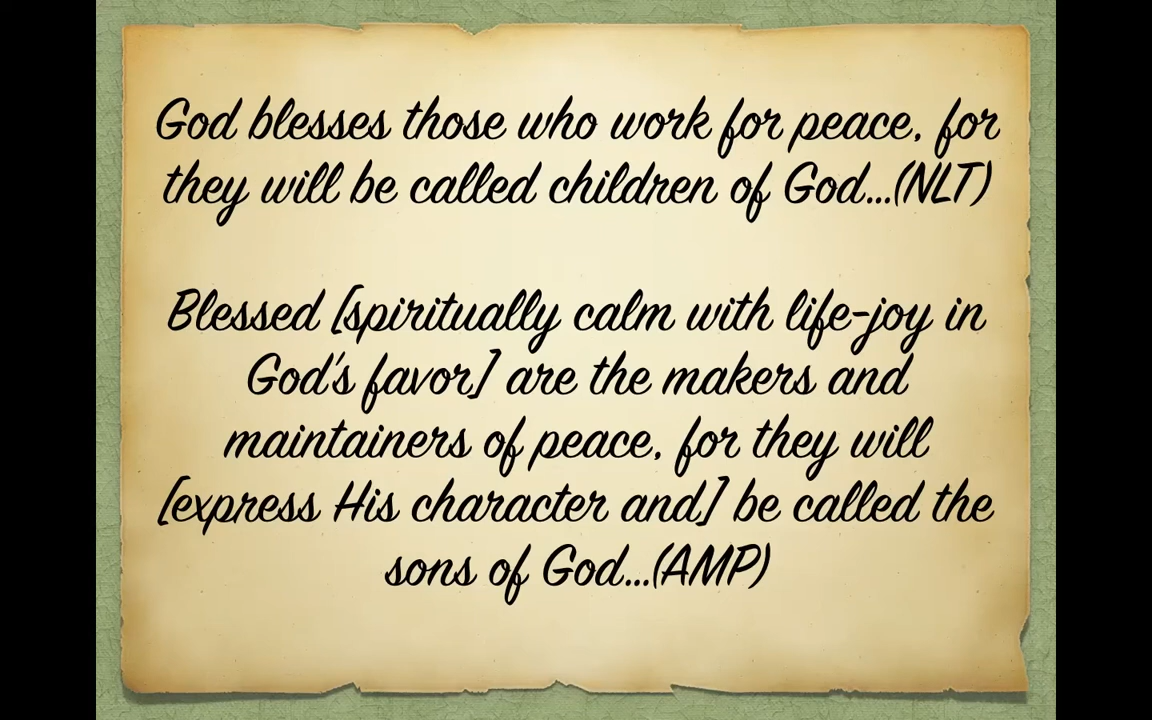 God blesses those who work for peace, for
they will be called children of God...(NLT)
Blessed [spiritually calm with life-joy in
God's favor] are the makers and
maintainers of peace, for they will
[express His character and] be called the
sons of God...(AMP)